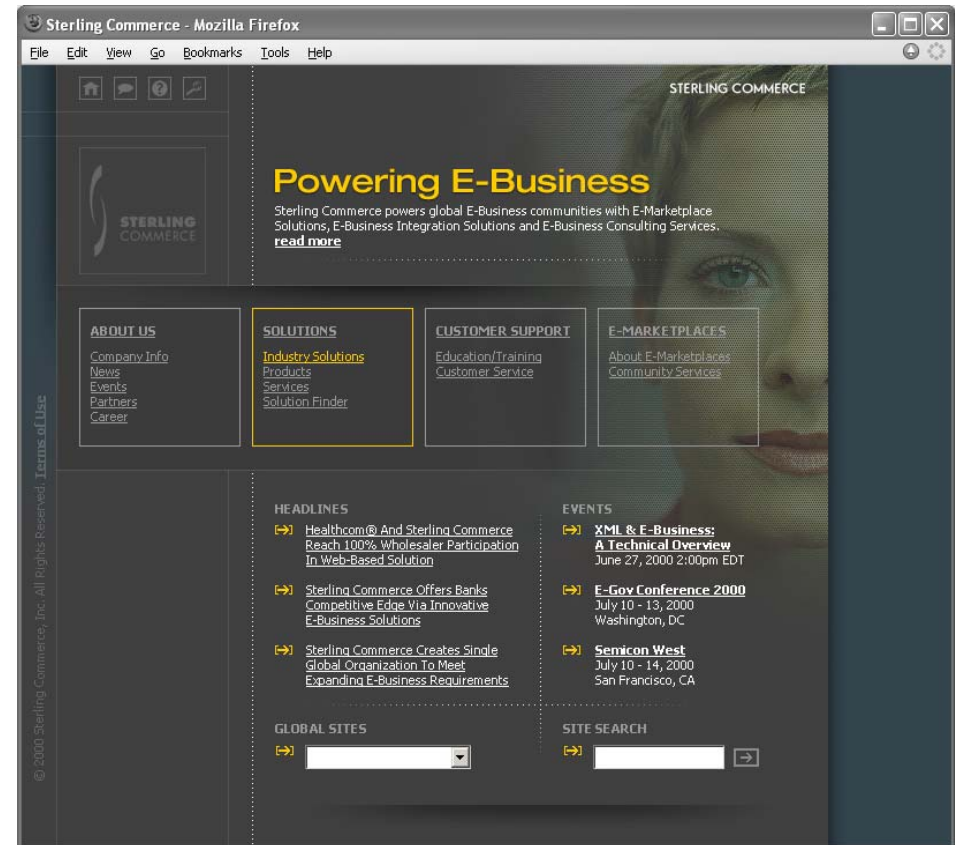 Sterling Commerce - Mozilla Firefox
File Edit View Go Bookmarks Tools Help
STERLING COMMERCE
STERLING
COMMERCE
Powering E-Business
Sterling Commerce powers global E-Business communities with E-Marketplace
Solutions, E-Business Integration Solutions and E-Business Consulting Services.
read more
ABOUT US
Company Info
News
Events
Partners
Career
SOLUTIONS
Industry Solutions
Products
Services
Solution Finder
CUSTOMER SUPPORT
Education/Training
Customer Service
E-MARKETPLACES
About E-Marketplaces
Community Services
© 2000 Sterling Commerce, Inc. All Rights Reserved. Terms of Use
HEADLINES
Healthcom® And Sterling Commerce
Reach 100% Wholesaler Participation
In Web-Based Solution
Sterling Commerce Offers Banks
Competitive Edge Via Innovative
E-Business Solutions
Sterling Commerce Creates Single
Global Organization To Meet
Expanding E-Business Requirements
EVENTS
XML & E-Business:
A Technical Overview
June 27, 2000 2:00pm EDT
E-Gov Conference 2000
July 10 - 13, 2000
Washington, DC
Semicon West
July 10 - 14, 2000
San Francisco, CA
GLOBAL SITES
SITE SEARCH